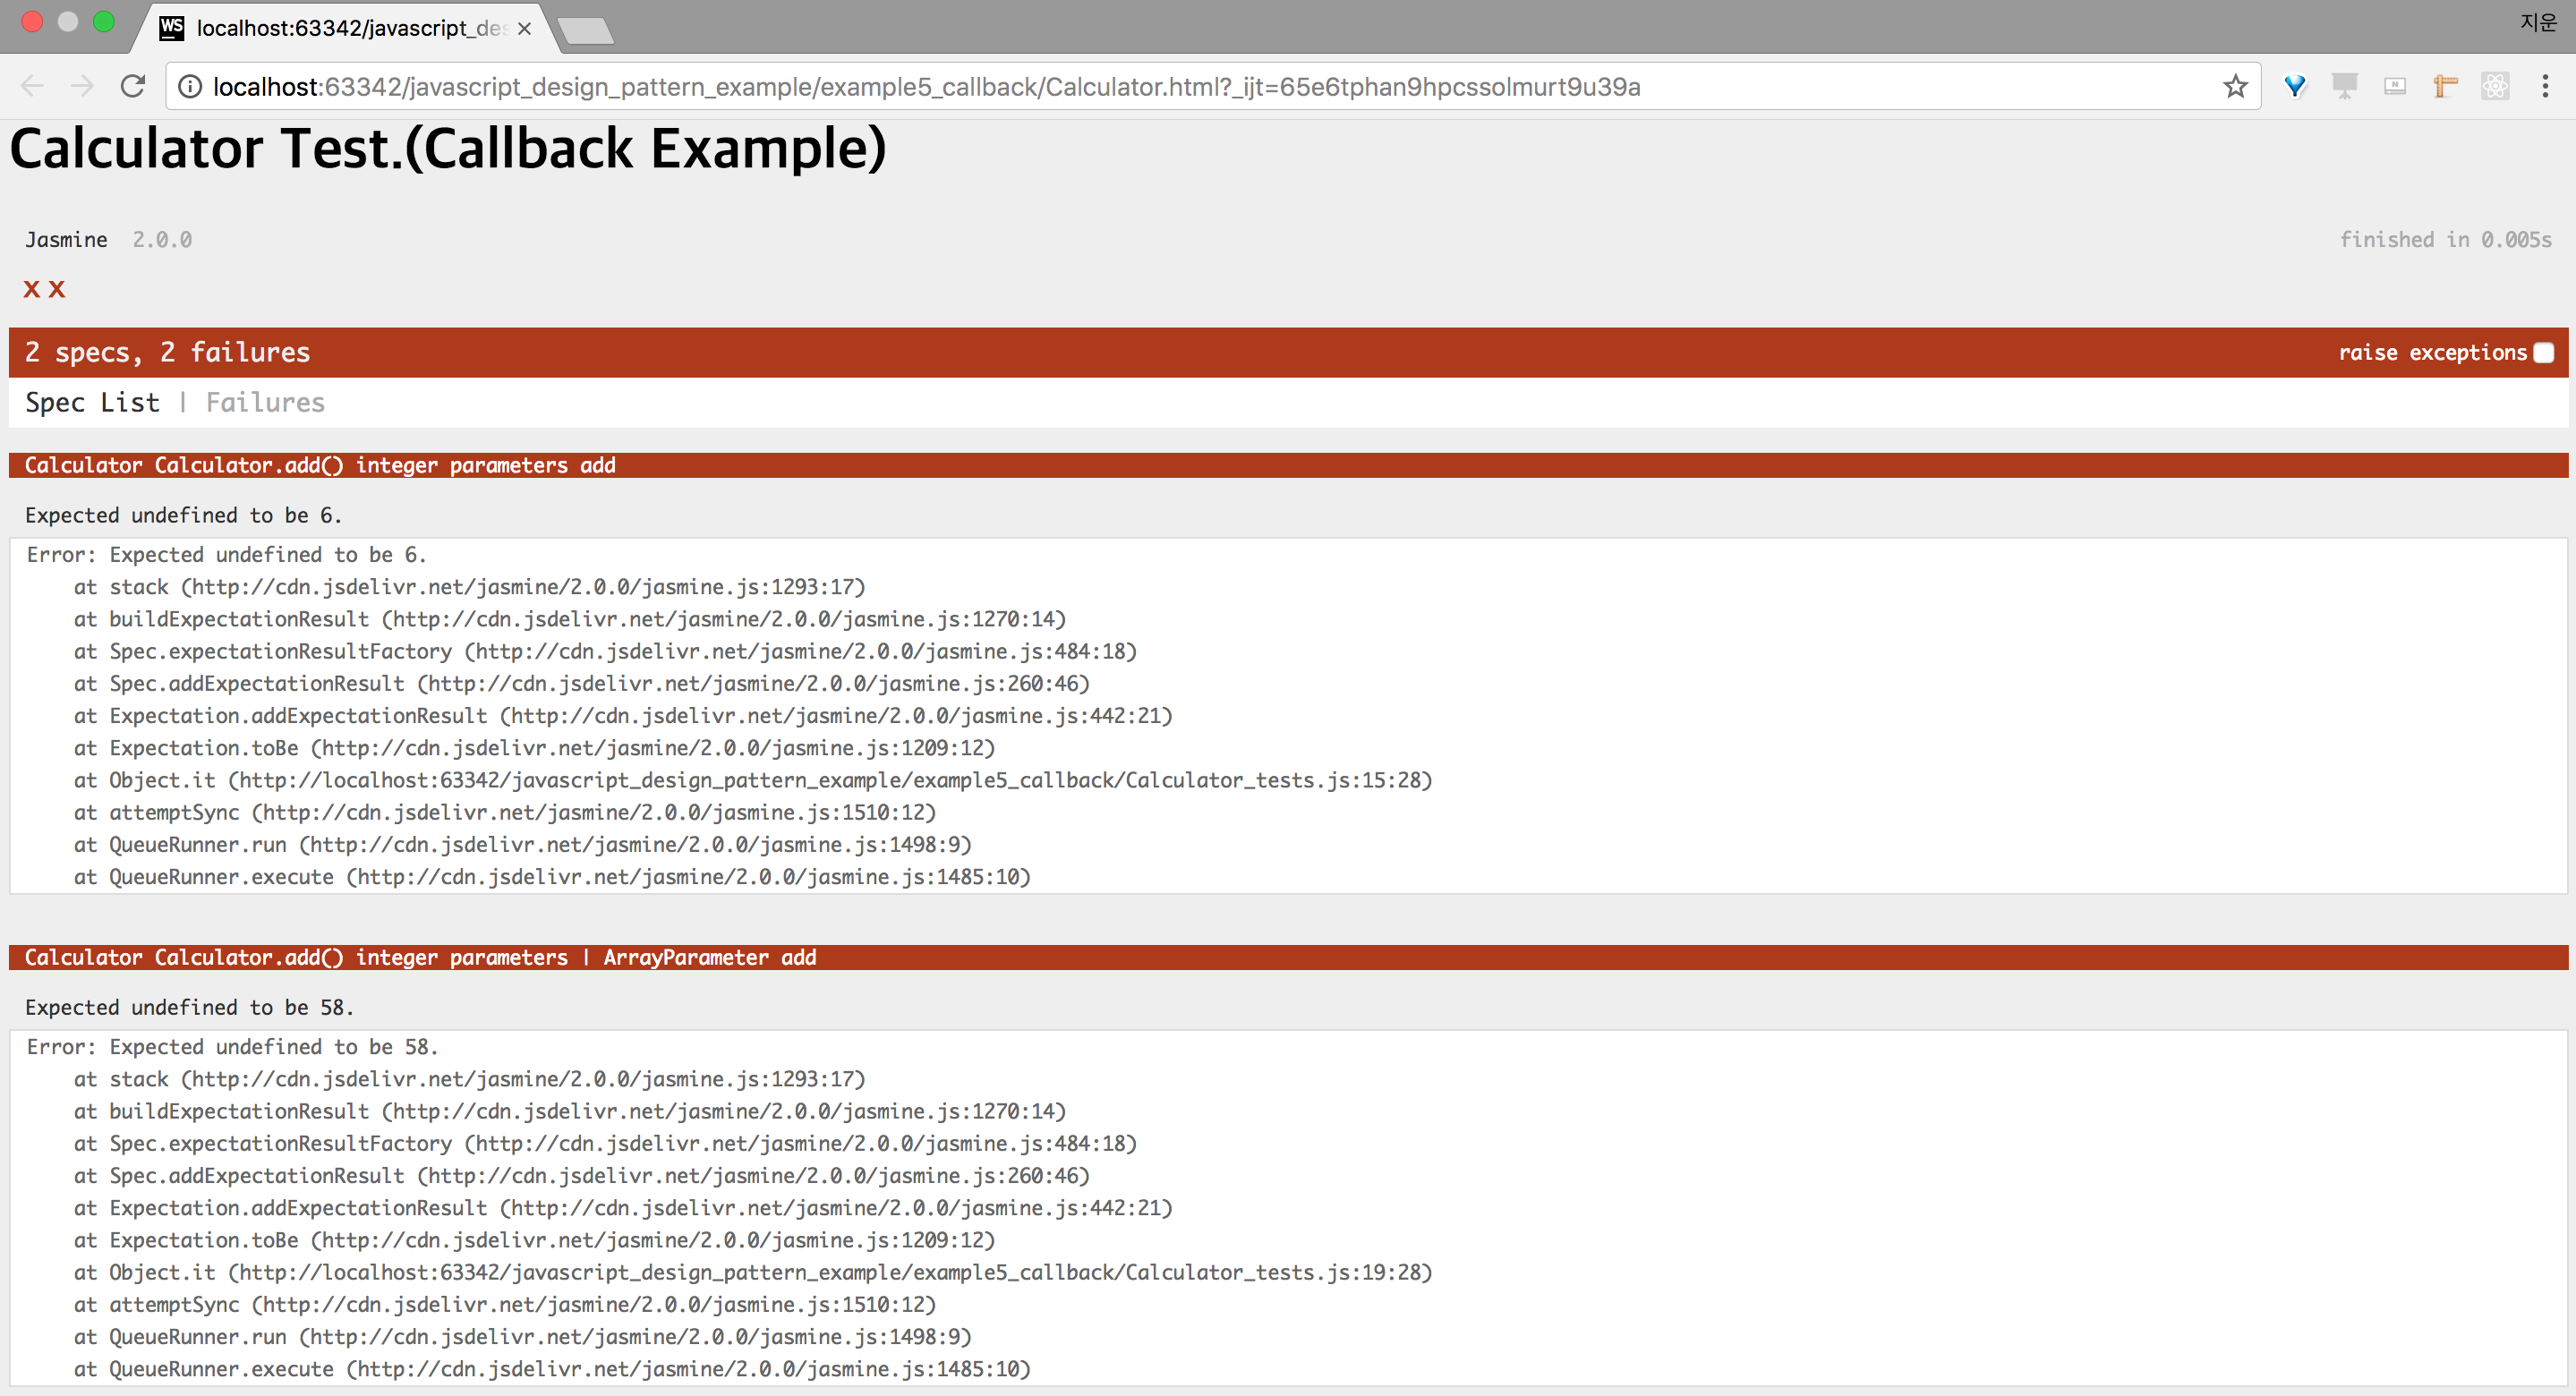 지운
WS localhost:63342/javascript_des
localhost:63342/javascript_design_pattern_example/example5_callback/Calculator.html?_ijt=65e6tphan9hpcssolmurt9u39a
Calculator Test.(Callback Example)
Jasmine 2.0.0 finished in 0.005s
x x
2 specs, 2 failures raise exceptions
Spec List | Failures
Calculator Calculator.add() integer parameters add
Expected undefined to be 6.
Error: Expected undefined to be 6.
at stack (http://cdn.jsdelivr.net/jasmine/2.0.0/jasmine.js:1293:17)
at buildExpectationResult (http://cdn.jsdelivr.net/jasmine/2.0.0/jasmine.js:1270:14)
at Spec.expectationResultFactory (http://cdn.jsdelivr.net/jasmine/2.0.0/jasmine.js:484:18)
at Spec.addExpectationResult (http://cdn.jsdelivr.net/jasmine/2.0.0/jasmine.js:260:46)
at Expectation.addExpectationResult (http://cdn.jsdelivr.net/jasmine/2.0.0/jasmine.js:442:21)
at Expectation.toBe (http://cdn.jsdelivr.net/jasmine/2.0.0/jasmine.js:1209:12)
at Object.it (http://localhost:63342/javascript_design_pattern_example/example5_callback/Calculator_tests.js:15:28)
at attemptSync (http://cdn.jsdelivr.net/jasmine/2.0.0/jasmine.js:1510:12)
at QueueRunner.run (http://cdn.jsdelivr.net/jasmine/2.0.0/jasmine.js:1498:9)
at QueueRunner.execute (http://cdn.jsdelivr.net/jasmine/2.0.0/jasmine.js:1485:10)
Calculator Calculator.add() integer parameters | ArrayParameter add
Expected undefined to be 58.
Error: Expected undefined to be 58.
at stack (http://cdn.jsdelivr.net/jasmine/2.0.0/jasmine.js:1293:17)
at buildExpectationResult (http://cdn.jsdelivr.net/jasmine/2.0.0/jasmine.js:1270:14)
at Spec.expectationResultFactory (http://cdn.jsdelivr.net/jasmine/2.0.0/jasmine.js:484:18)
at Spec.addExpectationResult (http://cdn.jsdelivr.net/jasmine/2.0.0/jasmine.js:260:46)
at Expectation.addExpectationResult (http://cdn.jsdelivr.net/jasmine/2.0.0/jasmine.js:442:21)
at Expectation.toBe (http://cdn.jsdelivr.net/jasmine/2.0.0/jasmine.js:1209:12)
at Object.it (http://localhost:63342/javascript_design_pattern_example/example5_callback/Calculator_tests.js:19:28)
at attemptSync (http://cdn.jsdelivr.net/jasmine/2.0.0/jasmine.js:1510:12)
at QueueRunner.run (http://cdn.jsdelivr.net/jasmine/2.0.0/jasmine.js:1498:9)
at QueueRunner.execute (http://cdn.jsdelivr.net/jasmine/2.0.0/jasmine.js:1485:10)